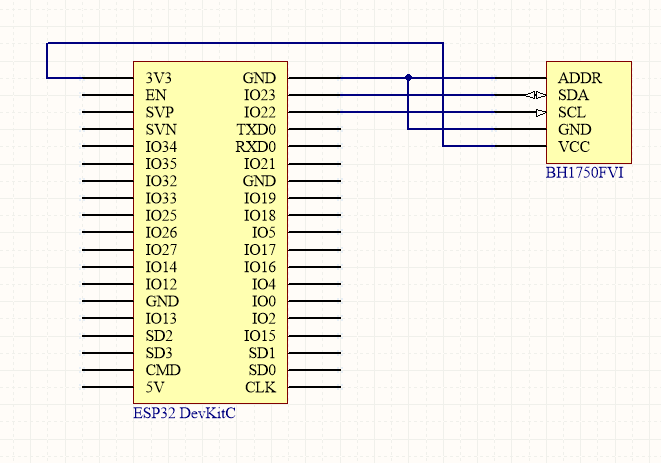 3V3 GND
EN IO23
SVP IO22
SVN TXD0
IO34 RXD0
IO35 IO21
IO32 GND
IO33 IO19
IO25 IO18
IO26 IO5
IO27 IO17
IO14 IO16
IO12 IO4
GND IO0
IO13 IO2
SD2 IO15
SD3 SD1
CMD SD0
5V CLK
ESP32 DevKitC
ADDR
SDA
SCL
GND
VCC
BH1750FVI